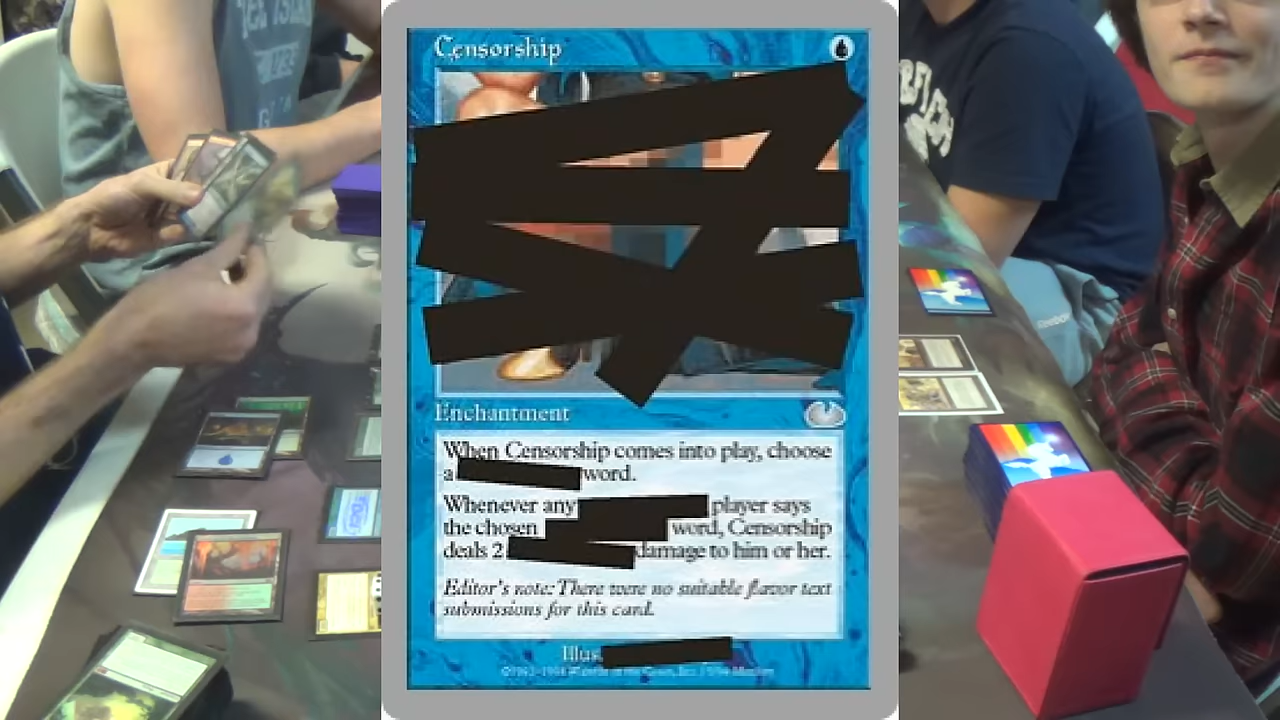 Censorship
Enchantment
When Censorship comes into play, choose
a word.
Whenever any player says
the chosen word, Censorship
deals 2 damage to him or her.
Editor's note: There were no suitable flavor text
submissions for this card.
Illus.
Reebok